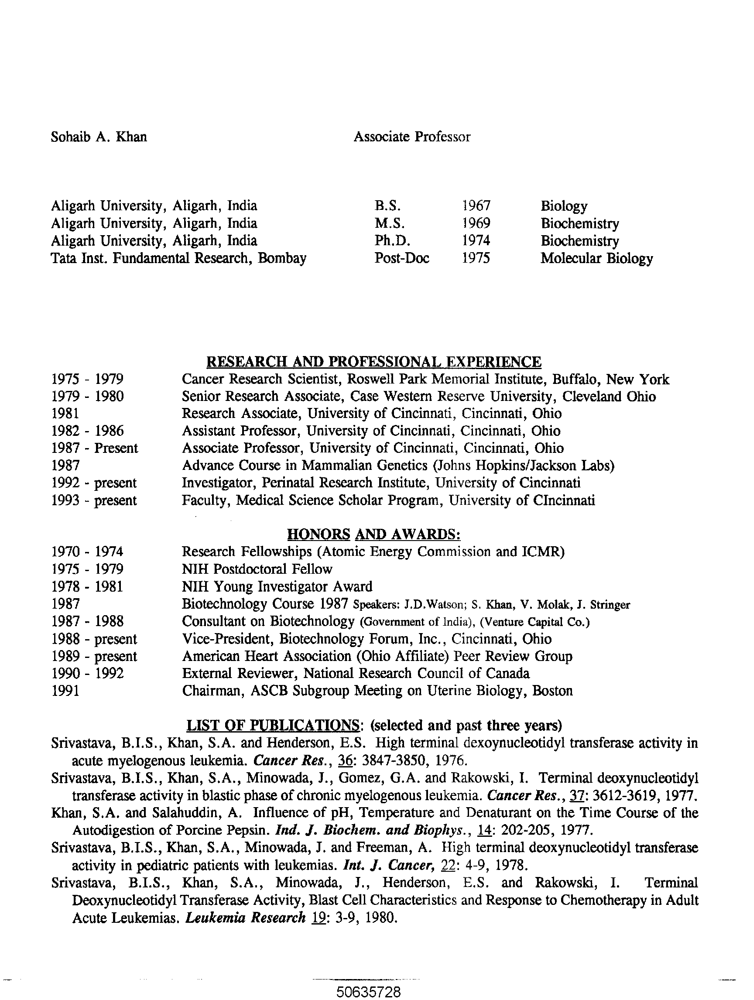 Sohaib A. Khan Associate Professor
Aligarh University, Aligarh, India B.S. 1967 Biology
Aligarh University, Aligarh, India M.S. 1969 Biochemistry
Aligarh University, Aligarh, India Ph.D. 1974 Biochemistry
Tata Inst. Fundamental Research, Bombay Post-Doc 1975 Molecular Biology
RESEARCH AND PROFESSIONAL EXPERIENCE
1975 - 1979 Cancer Research Scientist, Roswell Park Memorial Institute, Buffalo, New York
1979 - 1980 Senior Research Associate, Case Western Reserve University, Cleveland Ohio
1981 Research Associate, University of Cincinnati, Cincinnati, Ohio
1982 - 1986 Assistant Professor, University of Cincinnati, Cincinnati, Ohio
1987 - Present Associate Professor, University of Cincinnati, Cincinnati, Ohio
1987 Advance Course in Mammalian Genetics (Johns Hopkins/Jackson Labs)
1992 - present Investigator, Perinatal Research Institute, University of Cincinnati
1993 - present Faculty, Medical Science Scholar Program, University of CIncinnati
HONORS AND AWARDS:
1970 - 1974 Research Fellowships (Atomic Energy Commission and ICMR)
1975 - 1979 NIH Postdoctoral Fellow
1978 - 1981 NIH Young Investigator Award
1987 Biotechnology Course 1987 Speakers: J.D.Watson; S. Khan, V. Molak, J. Stringer
1987 - 1988 Consultant on Biotechnology (Government of India), (Venture Capital Co.)
1988 - present Vice-President, Biotechnology Forum, Inc., Cincinnati, Ohio
1989 - present American Heart Association (Ohio Affiliate) Peer Review Group
1990 - 1992 External Reviewer, National Research Council of Canada
1991 Chairman, ASCB Subgroup Meeting on Uterine Biology, Boston
LIST OF PUBLICATIONS: (selected and past three years)
Srivastava, B.I.S., Khan, S.A. and Henderson, E.S. High terminal dexoynucleotidyl transferase activity in
acute myelogenous leukemia. Cancer Res., 36: 3847-3850, 1976.
Srivastava, B.I.S., Khan, S.A., Minowada, J., Gomez, G.A. and Rakowski, I. Terminal deoxynucleotidyl
transferase activity in blastic phase of chronic myelogenous leukemia. Cancer Res., 37: 3612-3619, 1977.
Khan, S.A. and Salahuddin, A. Influence of pH, Temperature and Denaturant on the Time Course of the
Autodigestion of Porcine Pepsin. Ind. J. Biochem. and Biophys., 14: 202-205, 1977.
Srivastava, B.I.S., Khan, S.A., Minowada, J. and Freeman, A. High terminal deoxynucleotidyl transferase
activity in pediatric patients with leukemias. Int. J. Cancer, 22: 4-9, 1978.
Srivastava, B.I.S., Khan, S.A., Minowada, J., Henderson, E.S. and Rakowski, I. Terminal
Deoxynucleotidyl Transferase Activity, Blast Cell Characteristics and Response to Chemotherapy in Adult
Acute Leukemias. Leukemia Research 19: 3-9, 1980.
50635728